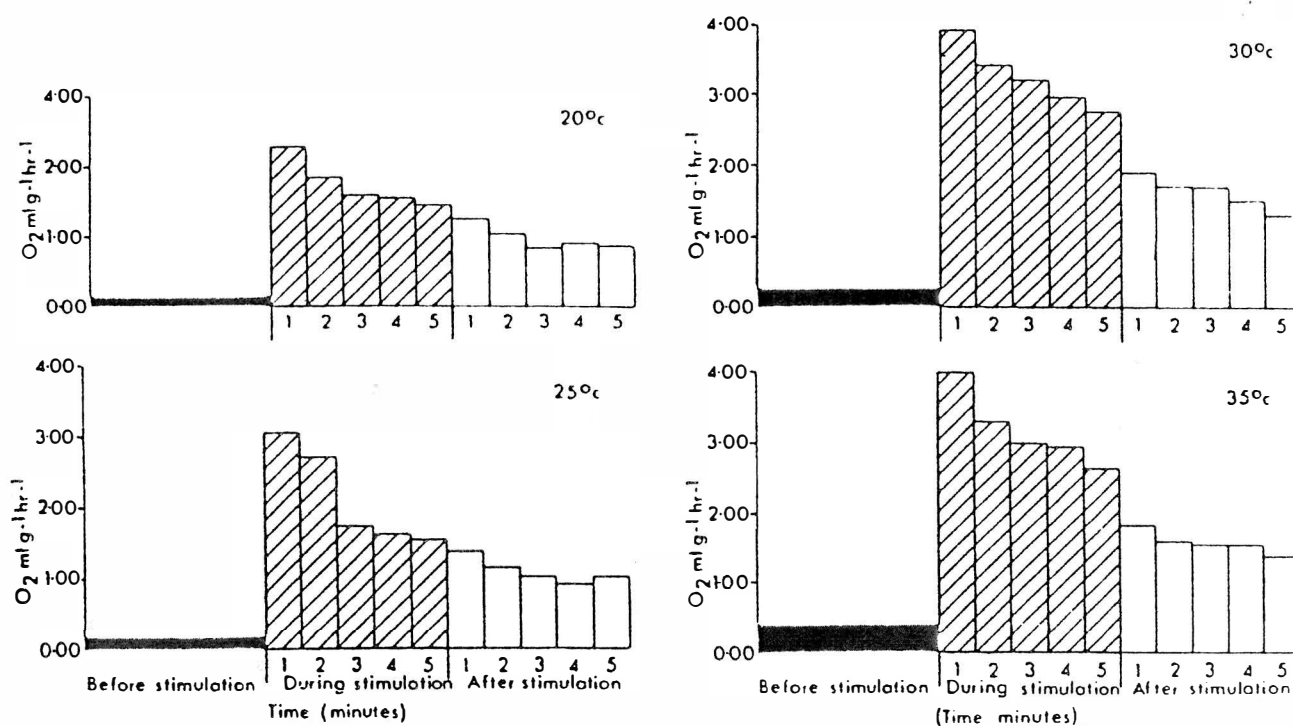 20°c
4·00
2·00
1·00
0·00
O2 ml g-1 hr-1
1 2 3 4 5 1 2 3 4 5
25°c
4·00
3·00
2·00
1·00
0·00
O2 ml g-1 hr-1
1 2 3 4 5 1 2 3 4 5
Before stimulation During stimulation After stimulation
Time (minutes)
30°c
4·00
3·00
2·00
1·00
0·00
O2 ml g-1 hr-1
1 2 3 4 5 1 2 3 4 5
35°c
4·00
3·00
2·00
1·00
0·00
O2 ml g-1 hr-1
1 2 3 4 5 1 2 3 4 5
Before stimulation During stimulation After stimulation
(Time minutes)